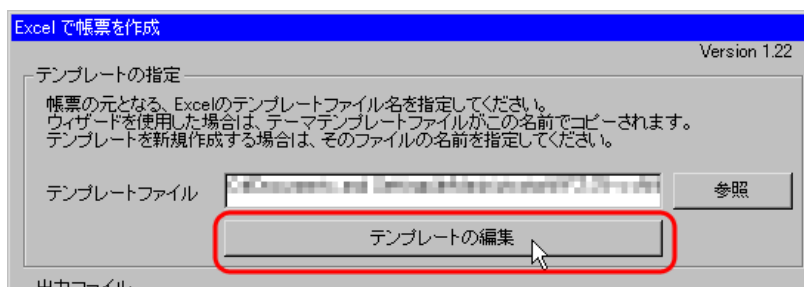 Excel で帳票を作成
Version 1.22
テンプレートの指定
帳票の元となる、Excelのテンプレートファイル名を指定してください。
ウィザードを使用した場合は、テーマテンプレートファイルがこの名前でコピーされます。
テンプレートを新規作成する場合は、そのファイルの名前を指定してください。
テンプレートファイル
参照
テンプレートの編集
出力ファイル